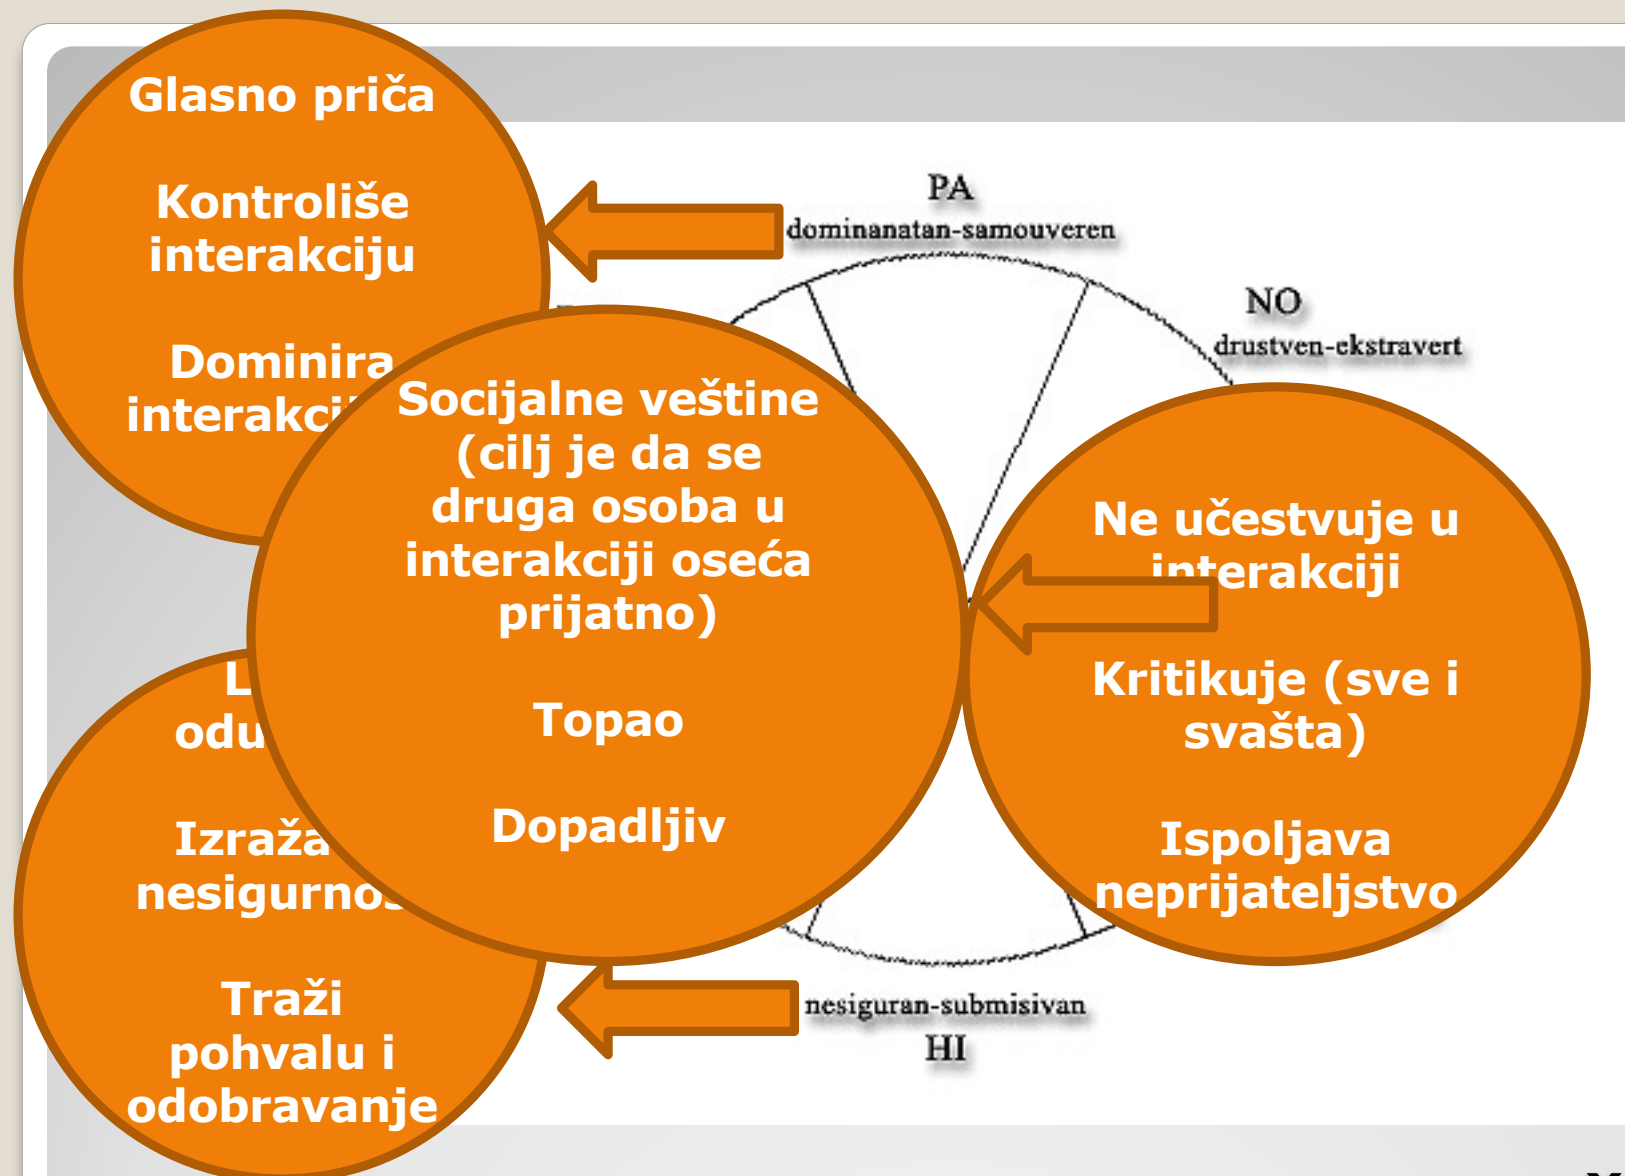 Glasno priča
Kontroliše
interakciju
Dominira
PA
dominanatan-samouveren
NO
drustven-ekstravert
Socijalne veštine
(cilj je da se
druga osoba u
interakciji oseća
prijatno)
Topao
Dopadljiv
Ne učestvuje u
interakciji
Kritikuje (sve i
svašta)
Ispoljava
neprijateljstvo
Traži
pohvalu i
odobravanje
nesiguran-submisivan
HI